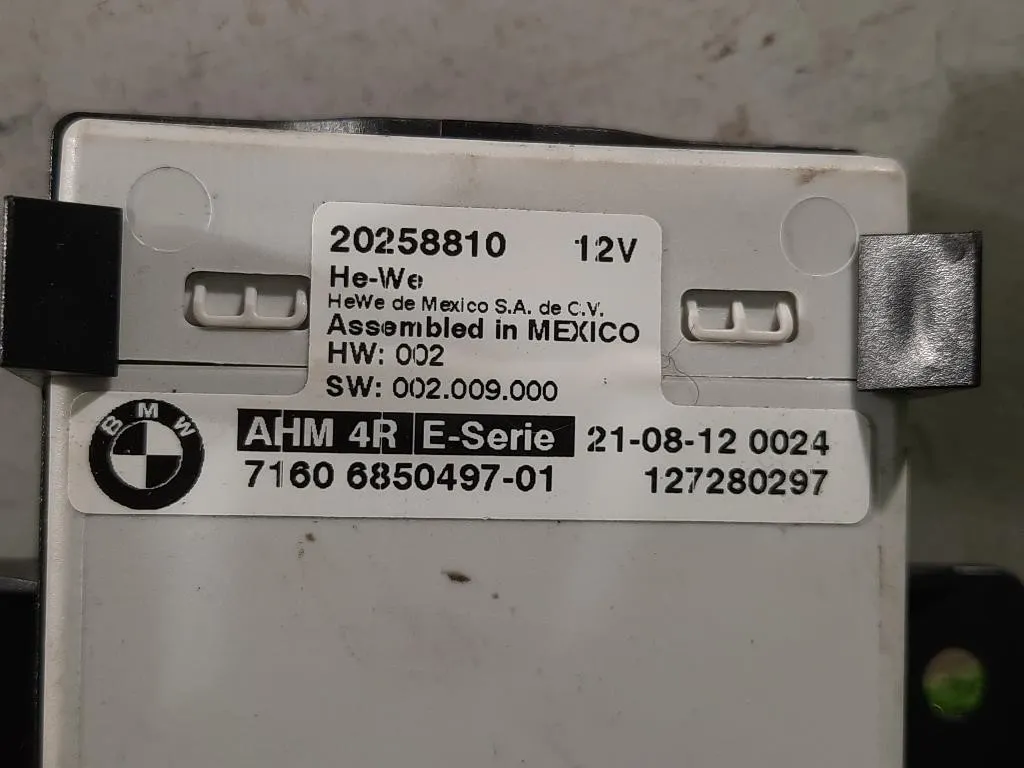 20258810 12V
He-We
HeWe de Mexico S.A. de C.V.
Assembled in MEXICO
HW: 002
SW: 002.009.000
BMW
AHM 4R E-Serie 21-08-12 0024
7160 6850497-01 127280297